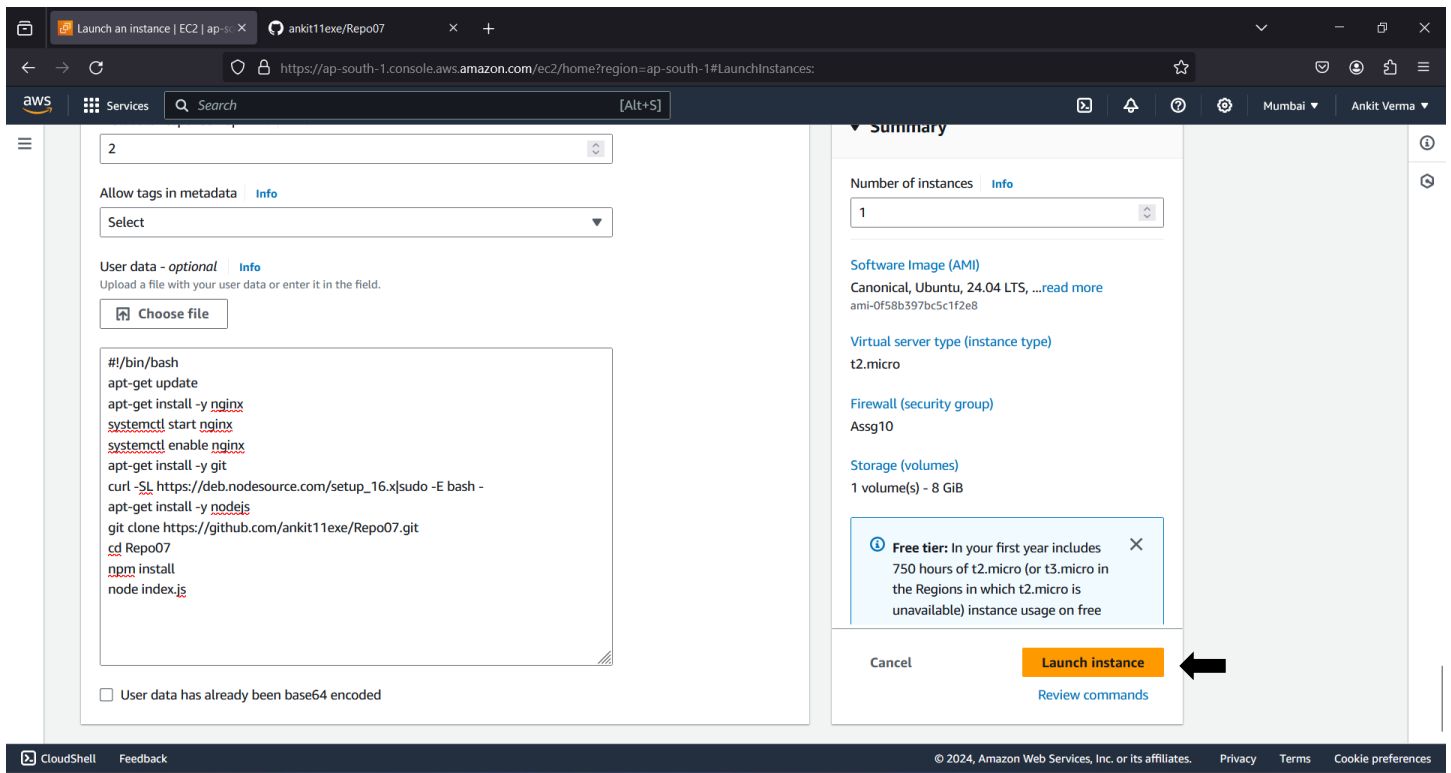 Launch an instance | EC2 | ap-so
ankit11exe/Repo07
https://ap-south-1.console.aws.amazon.com/ec2/home?region=ap-south-1#LaunchInstances:
aws
Services
Search
[Alt+S]
Mumbai ▼
Ankit Verma ▼
2
Allow tags in metadata
Info
Select
User data - optional
Info
Upload a file with your user data or enter it in the field.
Choose file
#!/bin/bash
apt-get update
apt-get install -y nginx
systemctl start nginx
systemctl enable nginx
apt-get install -y git
curl -SL https://deb.nodesource.com/setup_16.x|sudo -E bash -
apt-get install -y nodejs
git clone https://github.com/ankit11exe/Repo07.git
cd Repo07
npm install
node index.js
User data has already been base64 encoded
Summary
Number of instances
Info
1
Software Image (AMI)
Canonical, Ubuntu, 24.04 LTS, ...read more
ami-0f58b397bc5c1f2e8
Virtual server type (instance type)
t2.micro
Firewall (security group)
Assg10
Storage (volumes)
1 volume(s) - 8 GiB
Free tier: In your first year includes
750 hours of t2.micro (or t3.micro in
the Regions in which t2.micro is
unavailable) instance usage on free
Cancel
Launch instance
Review commands
CloudShell
Feedback
© 2024, Amazon Web Services, Inc. or its affiliates.
Privacy
Terms
Cookie preferences